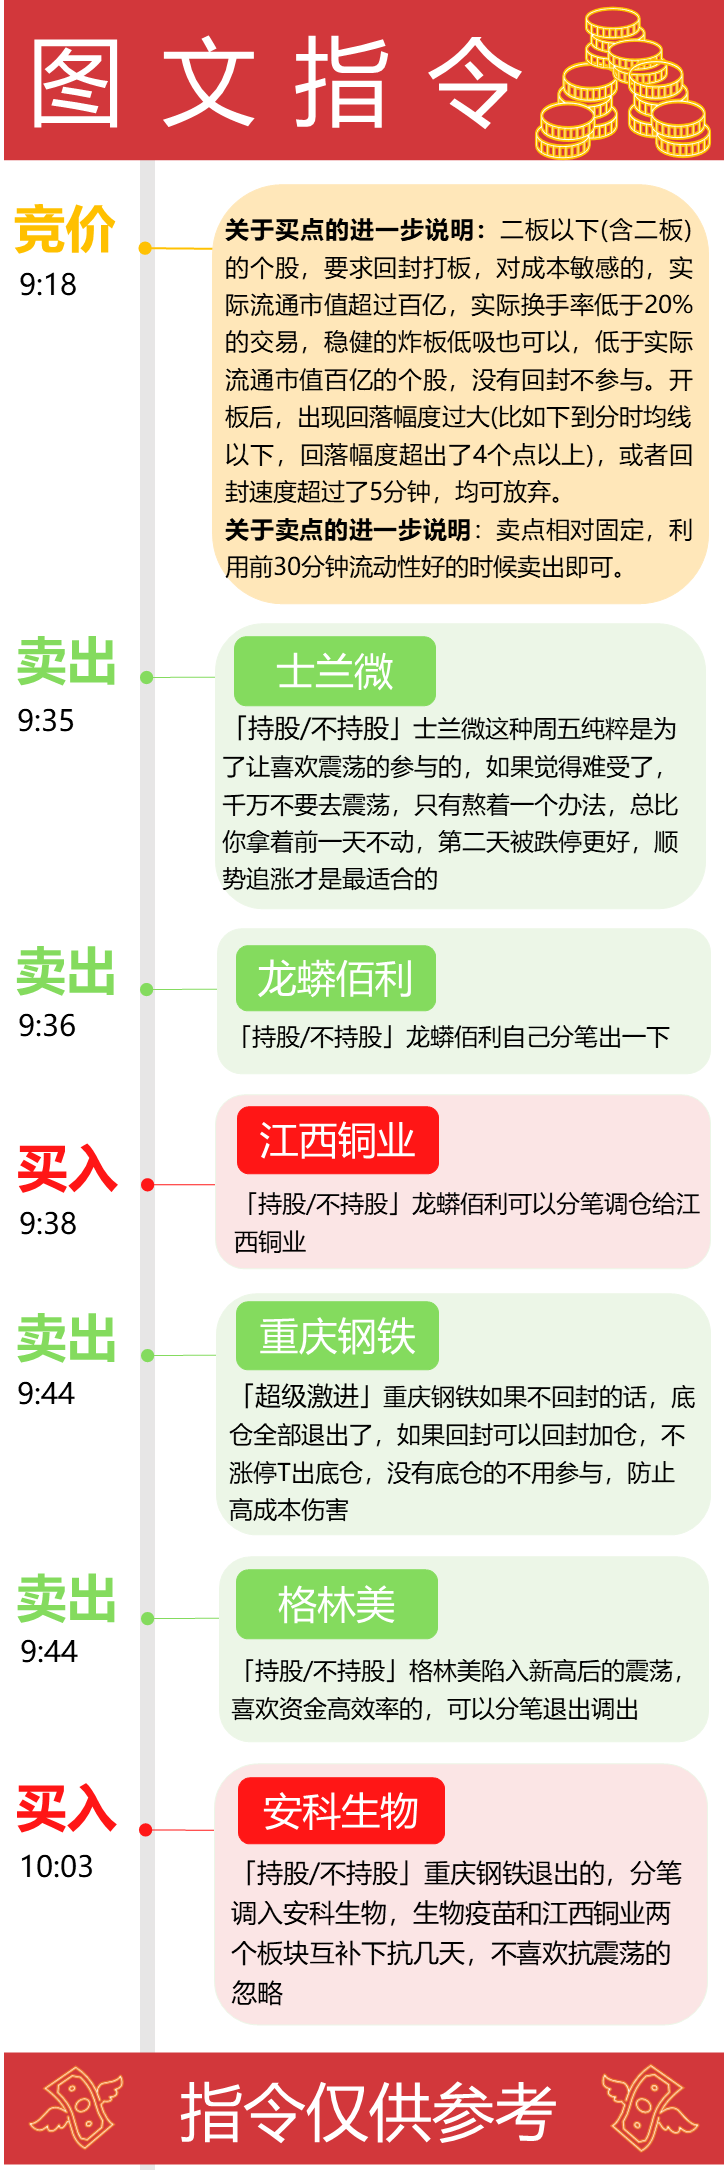 图文指令
竞价
9:18
关于买点的进一步说明：二板以下(含二板)
的个股，要求回封打板，对成本敏感的，实
际流通市值超过百亿，实际换手率低于20%
的交易，稳健的炸板低吸也可以，低于实际
流通市值百亿的个股，没有回封不参与。开
板后，出现回落幅度过大(比如下到分时均线
以下，回落幅度超出了4个点以上)，或者回
封速度超过了5分钟，均可放弃。
关于卖点的进一步说明：卖点相对固定，利
用前30分钟流动性好的时候卖出即可。
卖出
9:35
士兰微
「持股/不持股」士兰微这种周五纯粹是为
了让喜欢震荡的参与的，如果觉得难受了，
千万不要去震荡，只有熬着一个办法，总比
你拿着前一天不动，第二天被跌停更好，顺
势追涨才是最适合的
卖出
9:36
龙蟒佰利
「持股/不持股」龙蟒佰利自己分笔出一下
买入
9:38
江西铜业
「持股/不持股」龙蟒佰利可以分笔调仓给江
西铜业
卖出
9:44
重庆钢铁
「超级激进」重庆钢铁如果不回封的话，底
仓全部退出了，如果回封可以回封加仓，不
涨停T出底仓，没有底仓的不用参与，防止
高成本伤害
卖出
9:44
格林美
「持股/不持股」格林美陷入新高后的震荡，
喜欢资金高效率的，可以分笔退出调出
买入
10:03
安科生物
「持股/不持股」重庆钢铁退出的，分笔
调入安科生物，生物疫苗和江西铜业两
个板块互补下抗几天，不喜欢抗震荡的
忽略
指令仅供参考